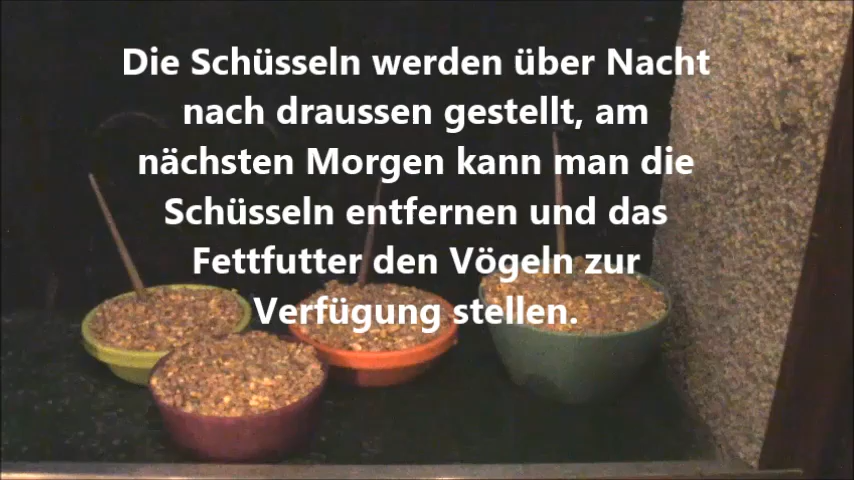 Die Schüsseln werden über Nacht
nach draussen gestellt, am
nächsten Morgen kann man die
Schüsseln entfernen und das
Fettfutter den Vögeln zur
Verfügung stellen.